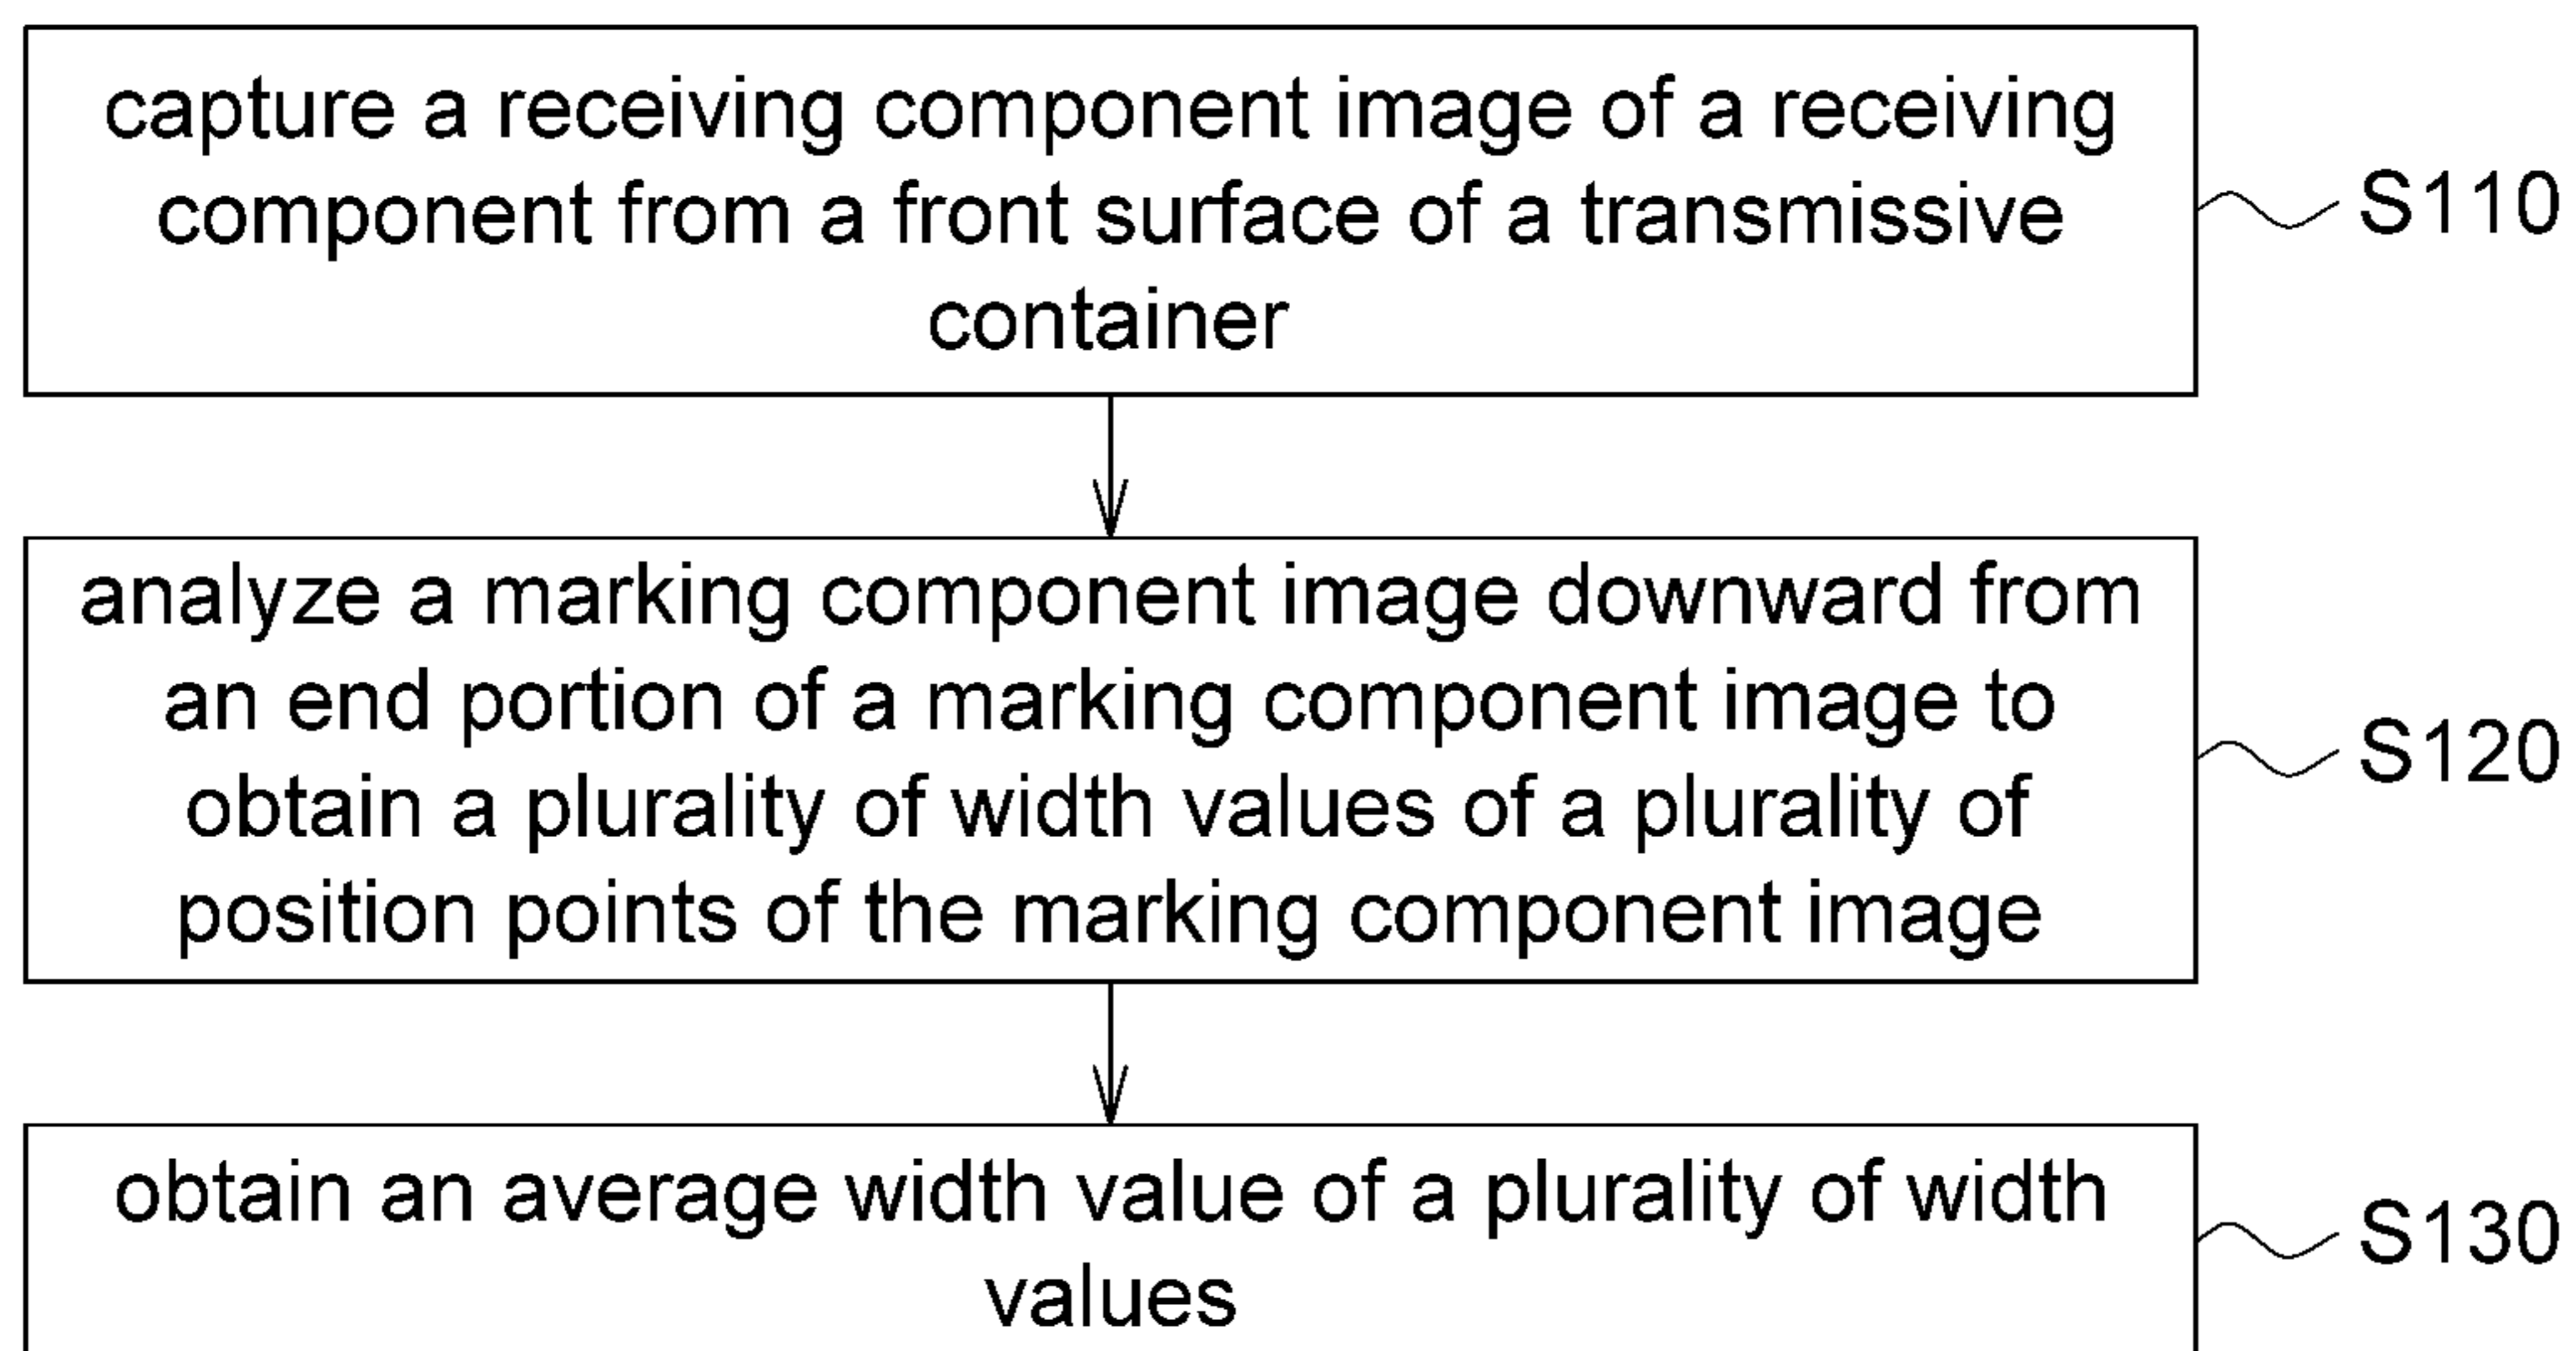 capture a receiving component image of a receiving
component from a front surface of a transmissive
container
S110
analyze a marking component image downward from
an end portion of a marking component image to
obtain a plurality of width values of a plurality of
position points of the marking component image
S120
obtain an average width value of a plurality of width
values
S130